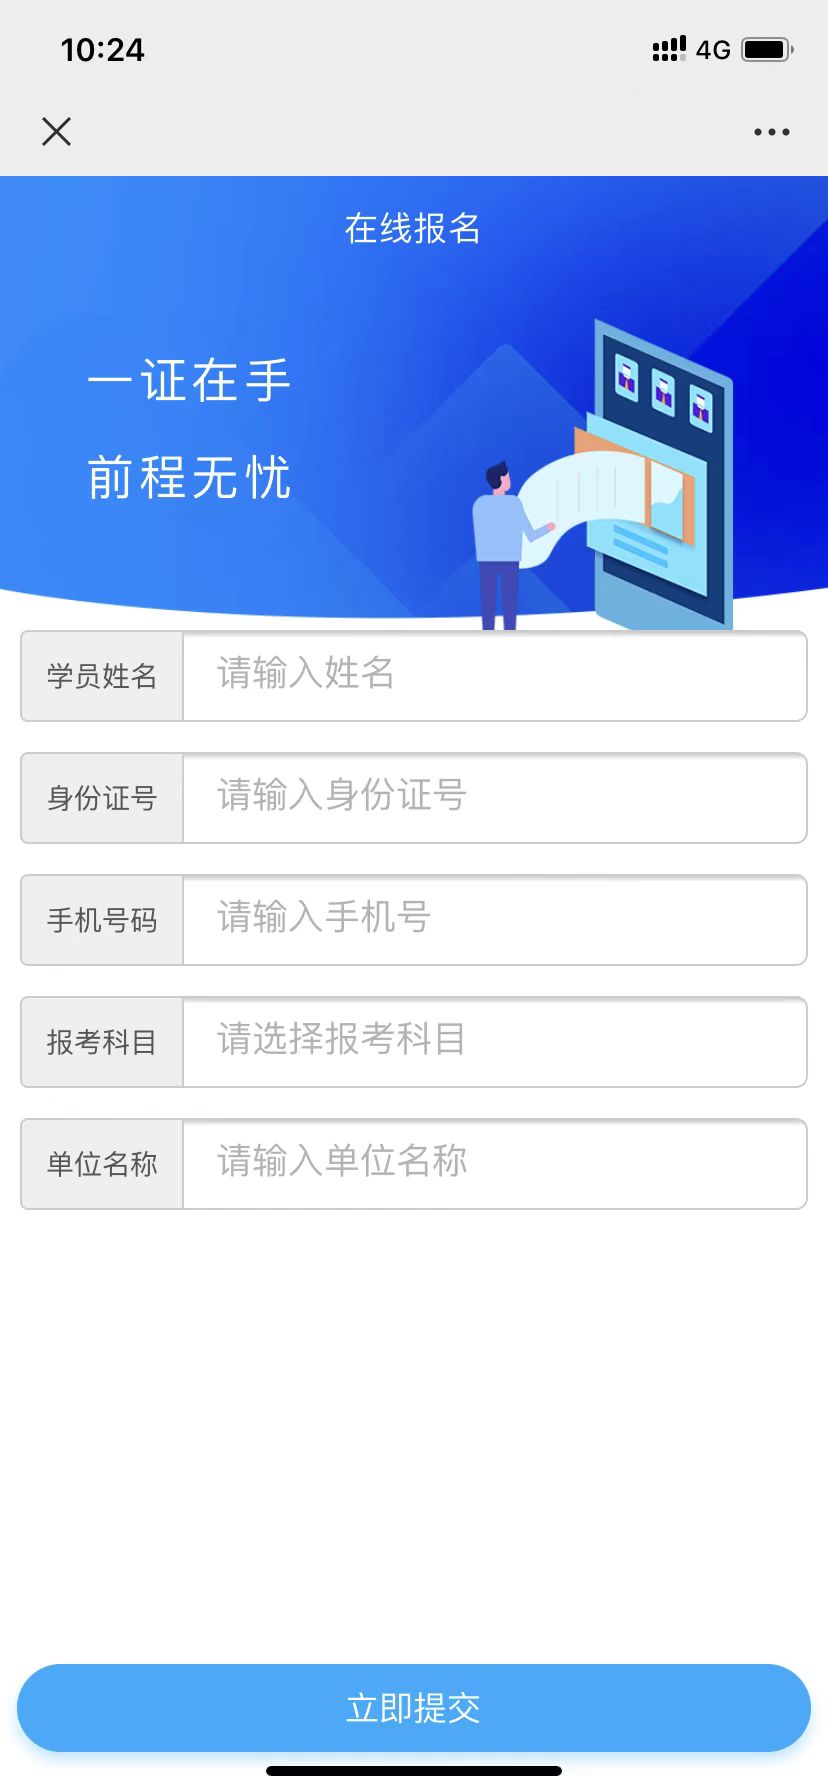 10:24
4G
在线报名
一证在手
前程无忧
学员姓名 请输入姓名
身份证号 请输入身份证号
手机号码 请输入手机号
报考科目 请选择报考科目
单位名称 请输入单位名称
立即提交